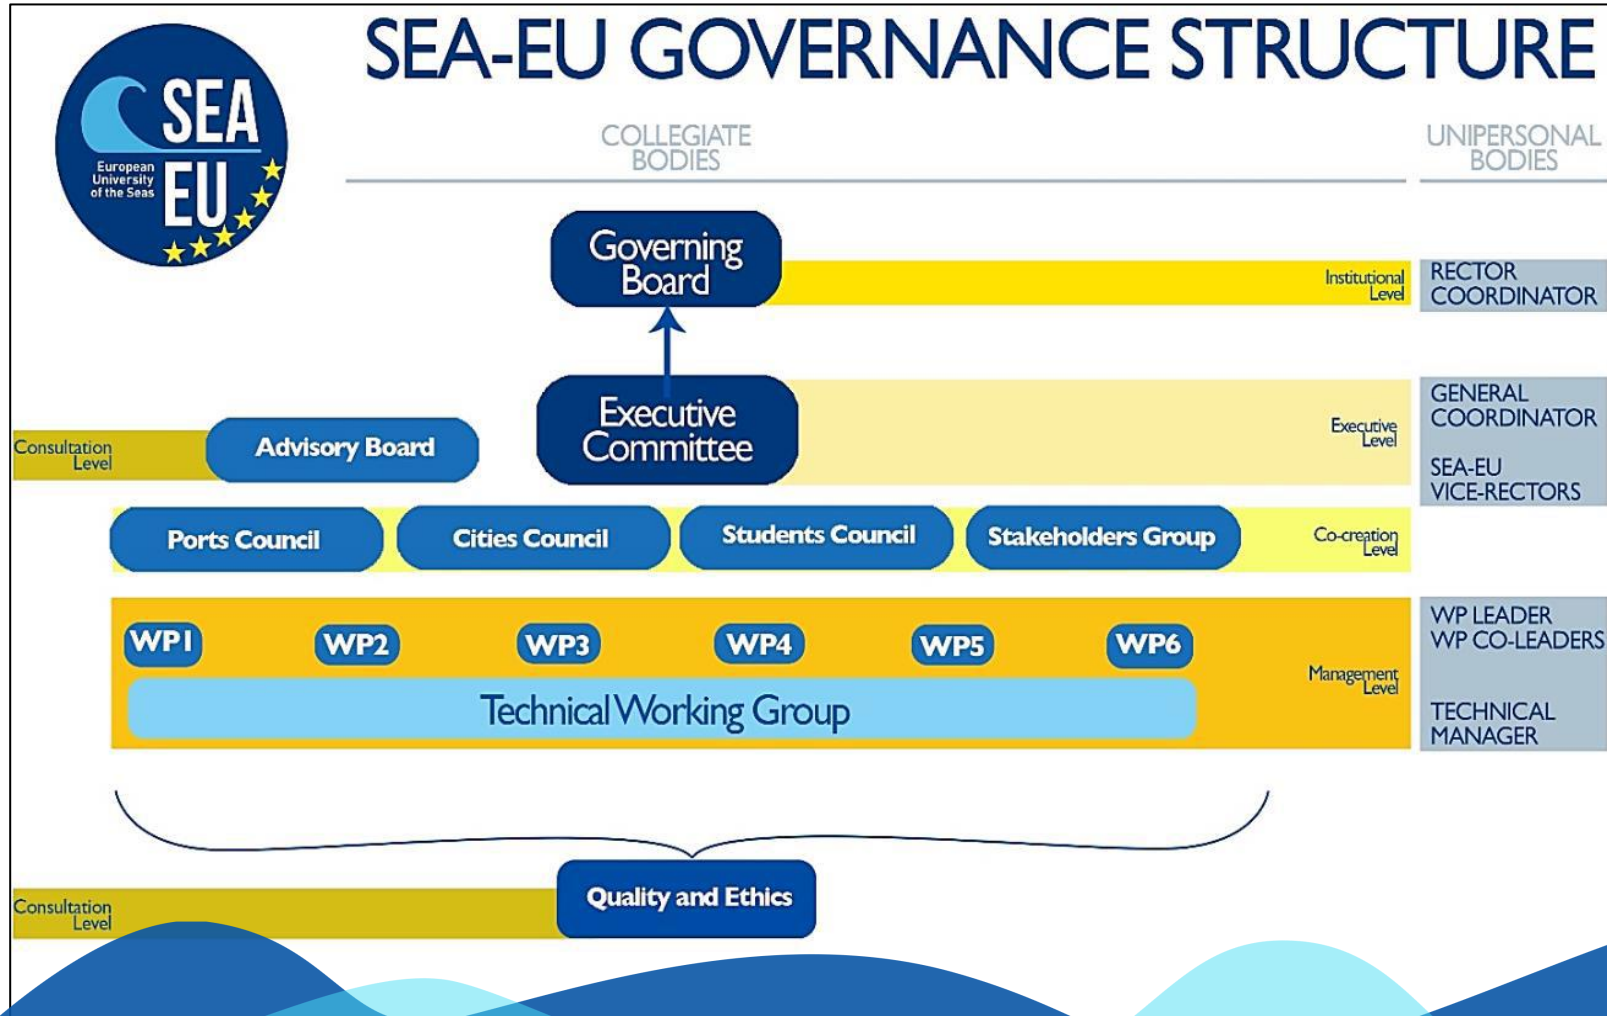 SEA-EU GOVERNANCE STRUCTURE
SEA
EU
European
University
of the Seas
COLLEGIATE
BODIES
UNIPERSONAL
BODIES
Governing
Board
Institutional
Level
RECTOR
COORDINATOR
Executive
Committee
Executive
Level
GENERAL
COORDINATOR
SEA-EU
VICE-RECTORS
Consultation
Level
Advisory Board
Ports Council
Cities Council
Students Council
Stakeholders Group
Co-creation
Level
WP1
WP2
WP3
WP4
WP5
WP6
Technical Working Group
Management
Level
WP LEADER
WP CO-LEADERS
TECHNICAL
MANAGER
Consultation
Level
Quality and Ethics